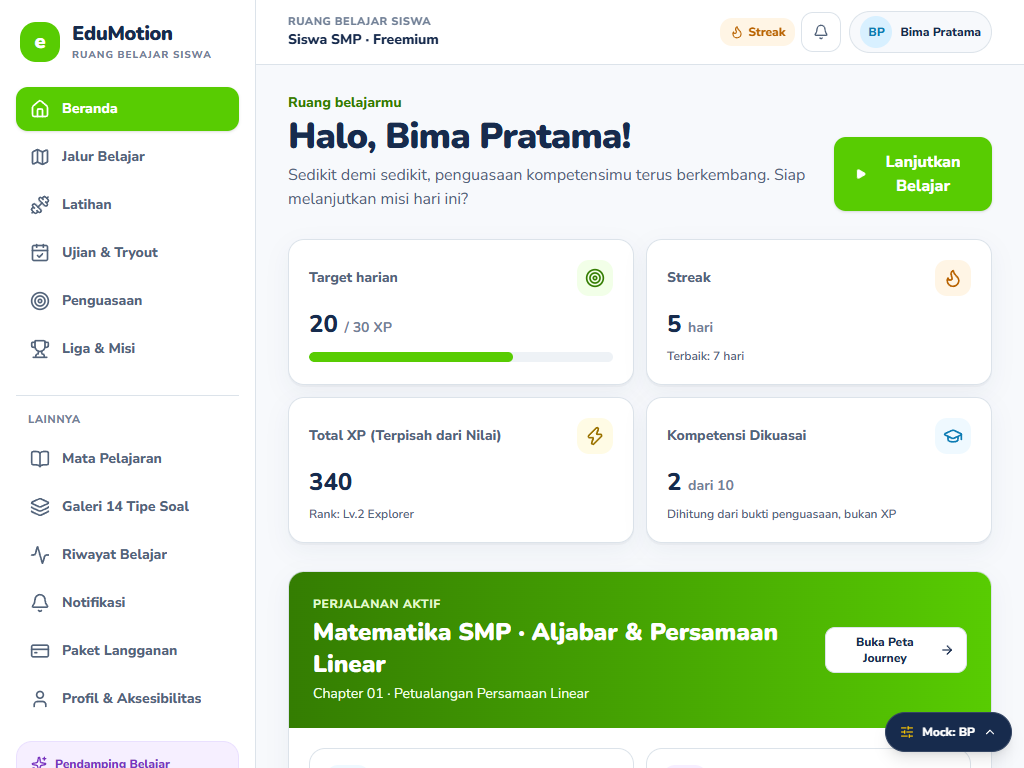 e
EduMotion
RUANG BELAJAR SISWA
Beranda
Jalur Belajar
Latihan
Ujian & Tryout
Penguasaan
Liga & Misi
LAINNYA
Mata Pelajaran
Galeri 14 Tipe Soal
Riwayat Belajar
Notifikasi
Paket Langganan
Profil & Aksesibilitas
Pendamping Belajar
RUANG BELAJAR SISWA
Siswa SMP · Freemium
Streak
BP
Bima Pratama
Ruang belajarmu
Halo, Bima Pratama!
Sedikit demi sedikit, penguasaan kompetensimu terus berkembang. Siap
melanjutkan misi hari ini?
Lanjutkan
Belajar
Target harian
20 / 30 XP
Streak
5 hari
Terbaik: 7 hari
Total XP (Terpisah dari Nilai)
340
Rank: Lv.2 Explorer
Kompetensi Dikuasai
2 dari 10
Dihitung dari bukti penguasaan, bukan XP
PERJALANAN AKTIF
Matematika SMP · Aljabar & Persamaan
Linear
Chapter 01 · Petualangan Persamaan Linear
Buka Peta
Journey
Mock: BP